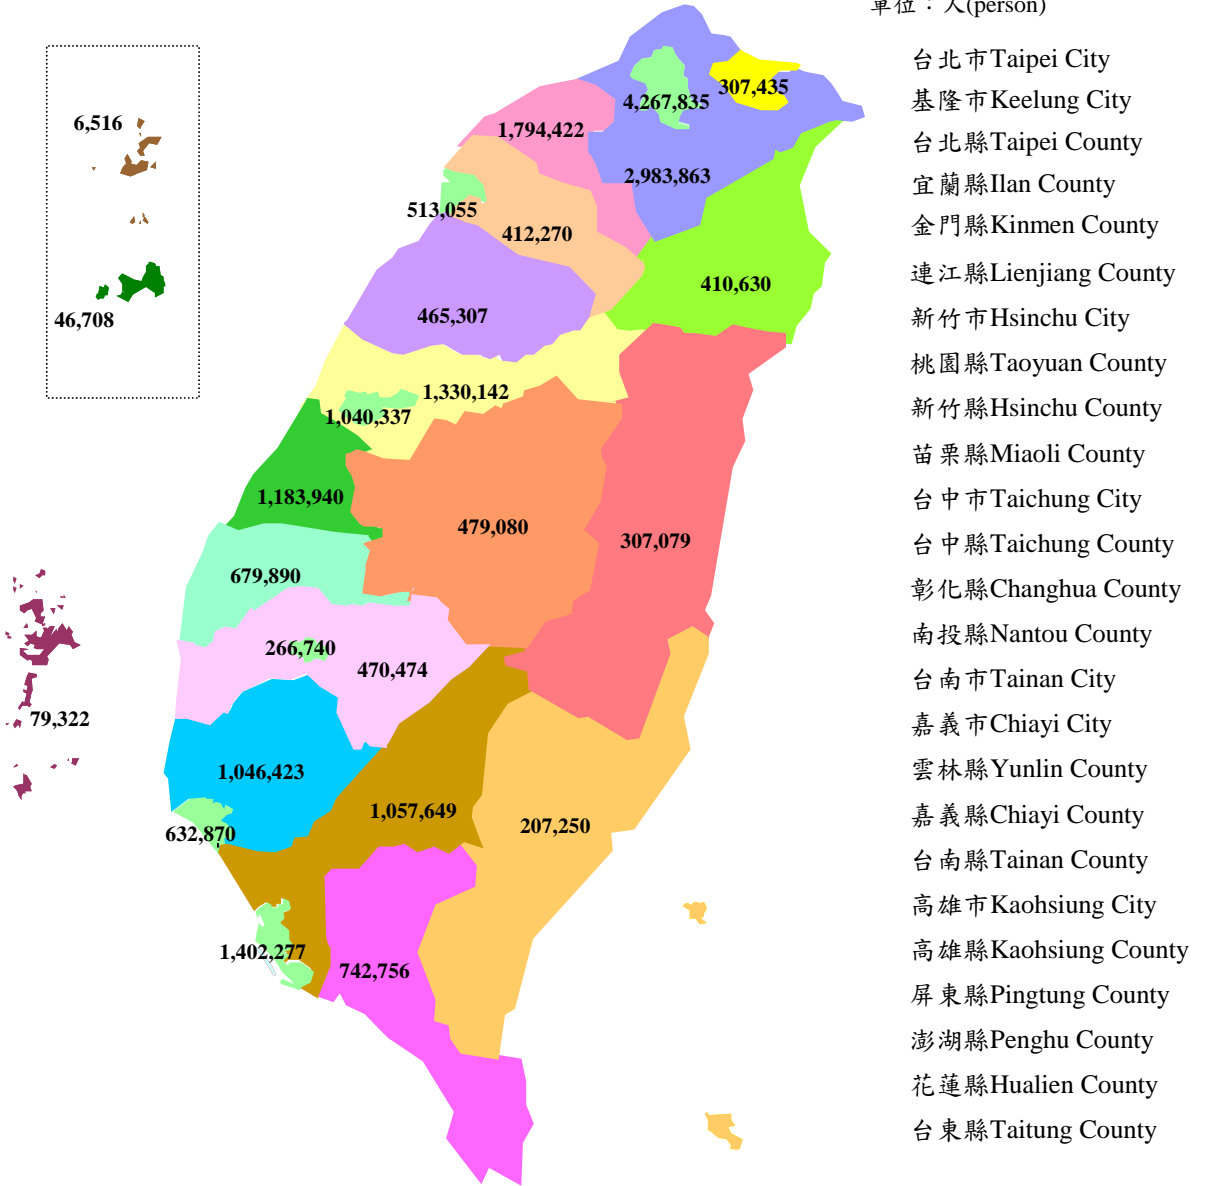 單位：人(person)
台北市Taipei City
基隆市Keelung City
台北縣Taipei County
宜蘭縣Ilan County
金門縣Kinmen County
連江縣Lienjiang County
新竹市Hsinchu City
桃園縣Taoyuan County
新竹縣Hsinchu County
苗栗縣Miaoli County
台中市Taichung City
台中縣Taichung County
彰化縣Changhua County
南投縣Nantou County
台南市Tainan City
嘉義市Chiayi City
雲林縣Yunlin County
嘉義縣Chiayi County
台南縣Tainan County
高雄市Kaohsiung City
高雄縣Kaohsiung County
屏東縣Pingtung County
澎湖縣Penghu County
花蓮縣Hualien County
台東縣Taitung County
307,435
4,267,835
6,516
1,794,422
2,983,863
513,055
412,270
410,630
465,307
46,708
1,330,142
1,040,337
1,183,940
479,080
307,079
679,890
266,740
470,474
79,322
1,046,423
1,057,649
207,250
632,870
1,402,277
742,756